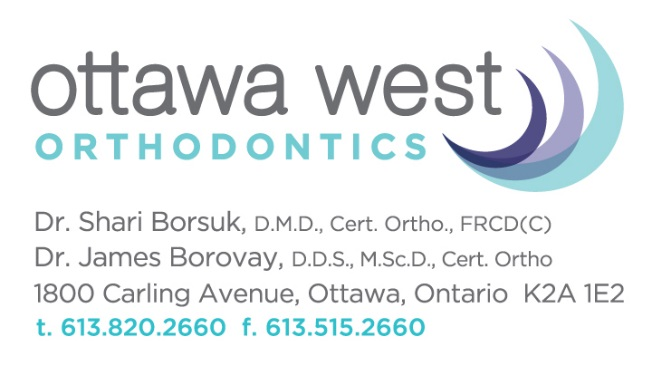 ottawa west
ORTHODONTICS
Dr. Shari Borsuk, D.M.D., Cert. Ortho., FRCD(C)
Dr. James Borovay, D.D.S., M.Sc.D., Cert. Ortho
1800 Carling Avenue, Ottawa, Ontario K2A 1E2
t. 613.820.2660 f. 613.515.2660